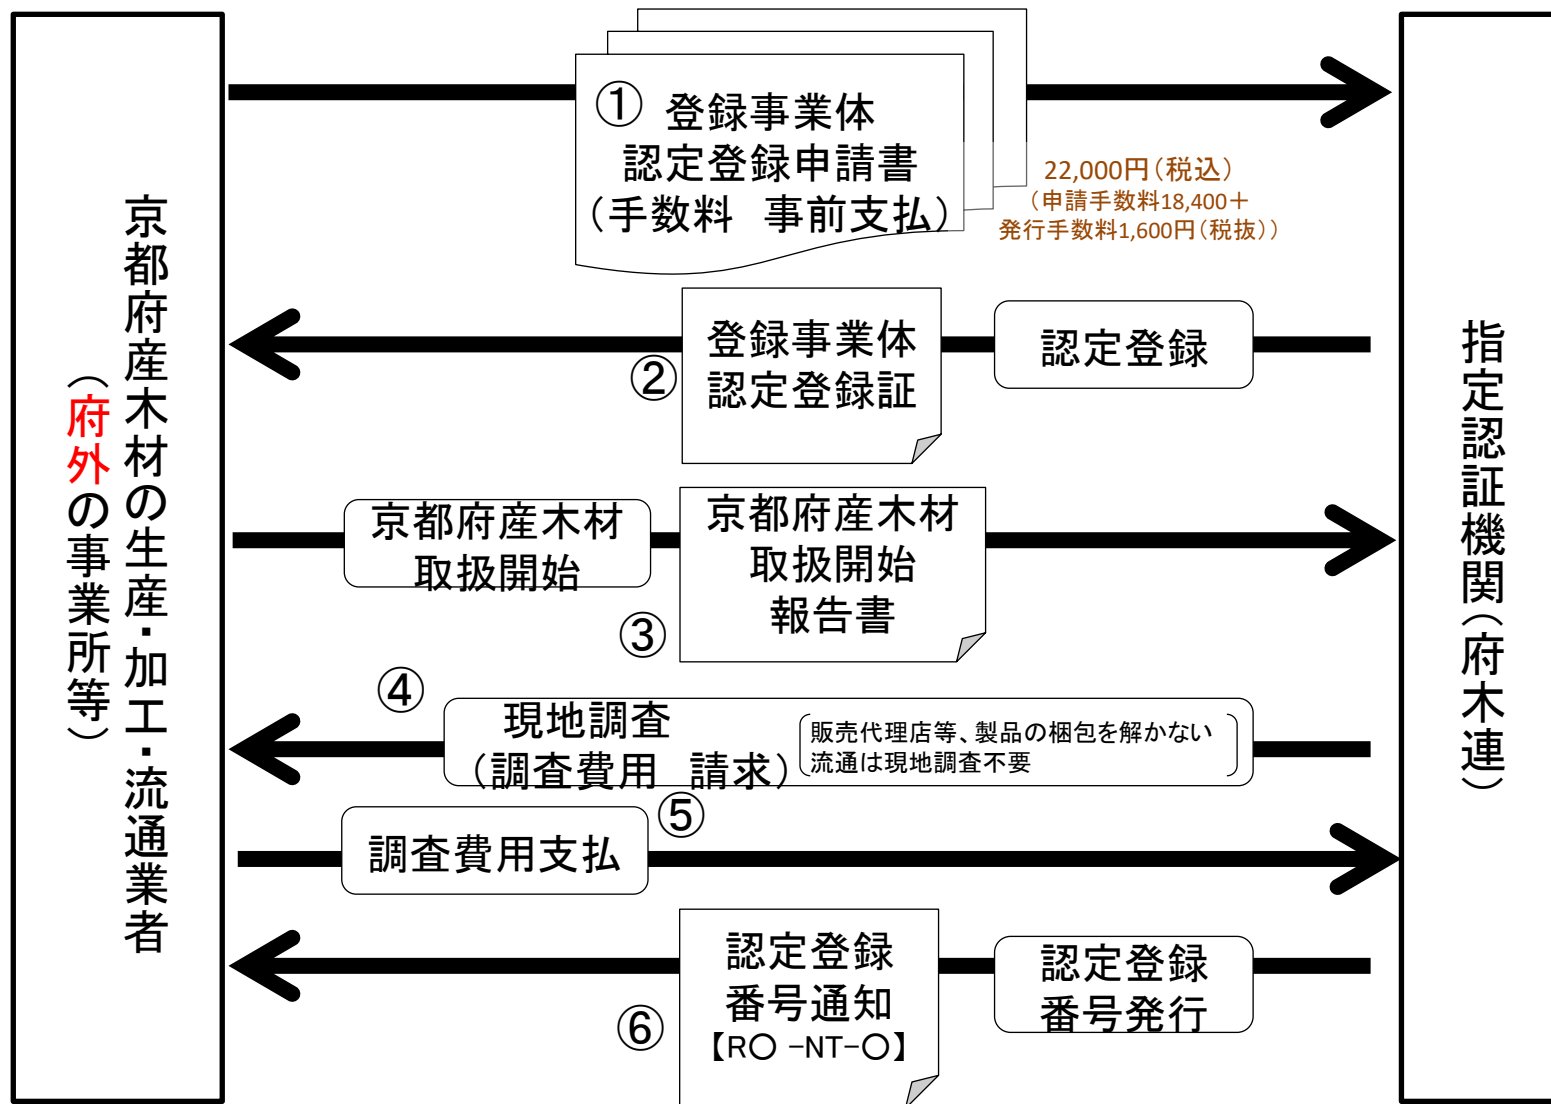 京都府産木材の生産・加工・流通業者
（府外の事業所等）
① 登録事業体
認定登録申請書
（手数料　事前支払）
22,000円（税込）
（申請手数料18,400＋
発行手数料1,600円（税抜））
認定登録
②
登録事業体
認定登録証
京都府産木材
取扱開始
③
京都府産木材
取扱開始
報告書
④
現地調査
（調査費用　請求）
販売代理店等、製品の梱包を解かない
流通は現地調査不要
⑤
調査費用支払
認定登録
番号発行
⑥
認定登録
番号通知
【R〇 -NT-〇】
指定認証機関（府木連）